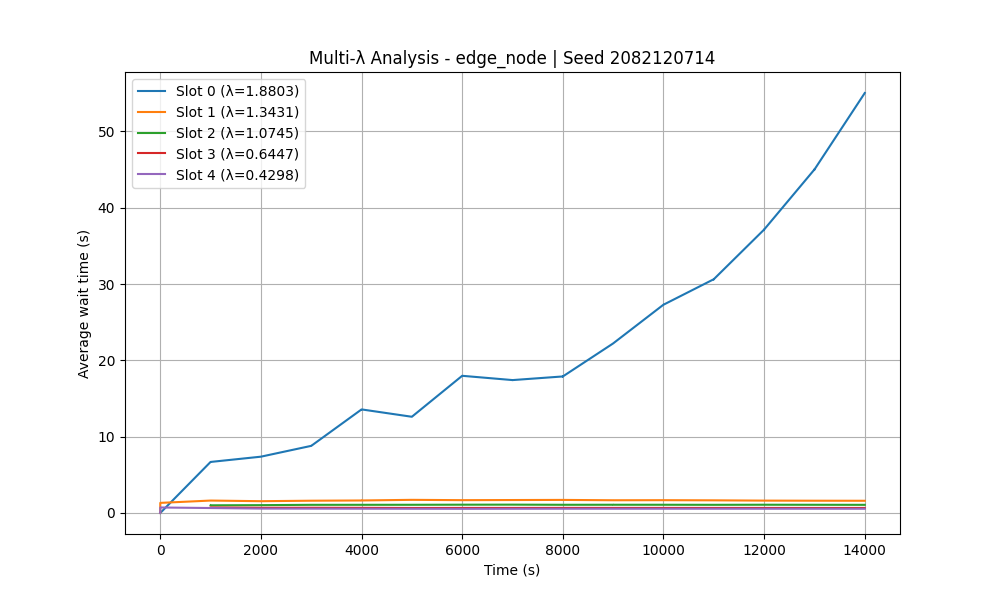 Multi-λ Analysis - edge_node | Seed 2082120714
Slot 0 (λ=1.8803)
Slot 1 (λ=1.3431)
Slot 2 (λ=1.0745)
Slot 3 (λ=0.6447)
Slot 4 (λ=0.4298)
Average wait time (s)
50
40
30
20
10
0
0 2000 4000 6000 8000 10000 12000 14000
Time (s)